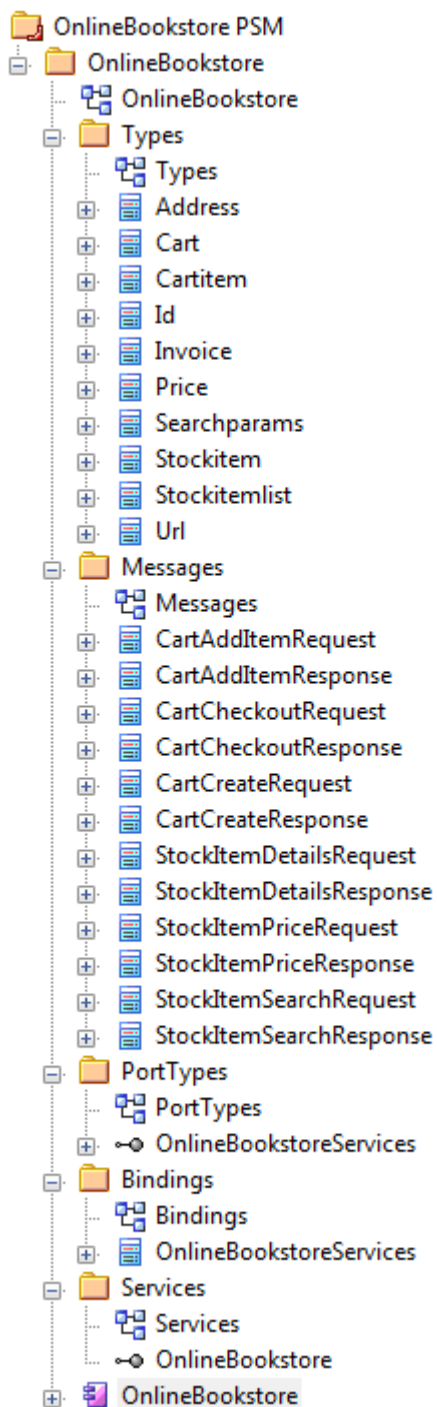 OnlineBookstore PSM
OnlineBookstore
OnlineBookstore
Types
Types
Address
Cart
Cartitem
Id
Invoice
Price
Searchparams
Stockitem
Stockitemlist
Url
Messages
Messages
CartAddItemRequest
CartAddItemResponse
CartCheckoutRequest
CartCheckoutResponse
CartCreateRequest
CartCreateResponse
StockItemDetailsRequest
StockItemDetailsResponse
StockItemPriceRequest
StockItemPriceResponse
StockItemSearchRequest
StockItemSearchResponse
PortTypes
PortTypes
OnlineBookstoreServices
Bindings
Bindings
OnlineBookstoreServices
Services
Services
OnlineBookstore
OnlineBookstore